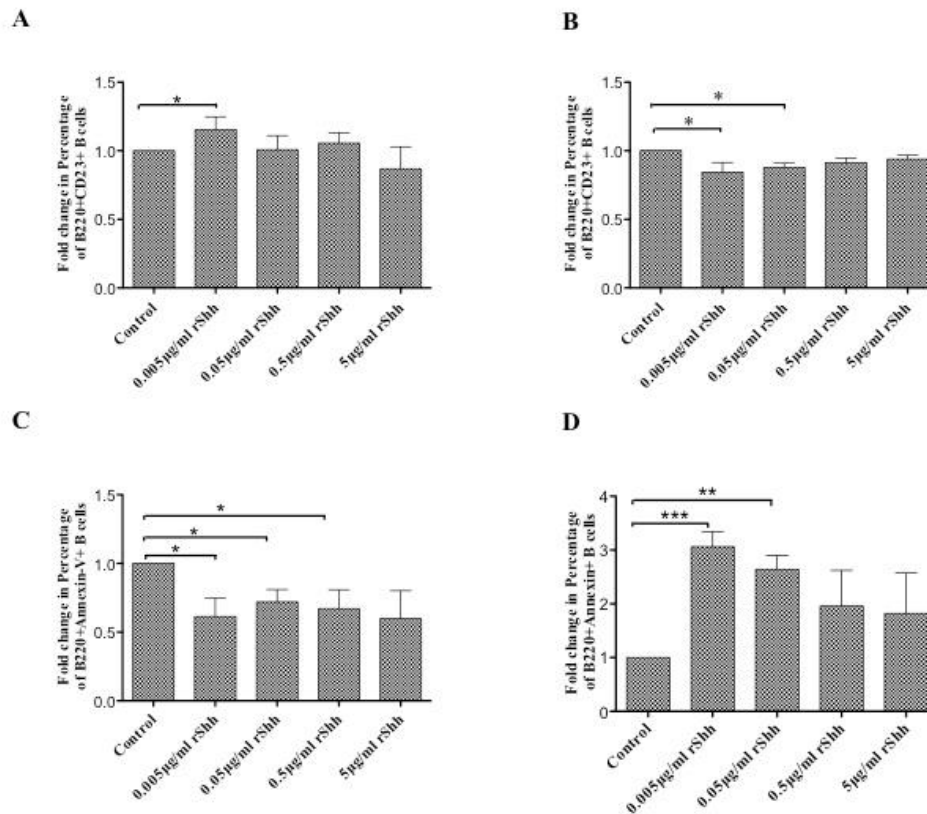 A
Fold change in Percentage
of B220+CD23+ B cells
1.5
1.0
0.5
0.0
*
Control
0.005µg/ml rShh
0.05µg/ml rShh
0.5µg/ml rShh
5µg/ml rShh
B
Fold change in Percentage
of B220+CD23+ B cells
1.5
1.0
0.5
0.0
*
*
Control
0.005µg/ml rShh
0.05µg/ml rShh
0.5µg/ml rShh
5µg/ml rShh
C
Fold change in Percentage
of B220+Annexin-V+ B cells
1.5
1.0
0.5
0.0
*
*
*
Control
0.005µg/ml rShh
0.05µg/ml rShh
0.5µg/ml rShh
5µg/ml rShh
D
Fold change in Percentage
of B220+Annexin+ B cells
4
3
2
1
0
**
***
Control
0.005µg/ml rShh
0.05µg/ml rShh
0.5µg/ml rShh
5µg/ml rShh